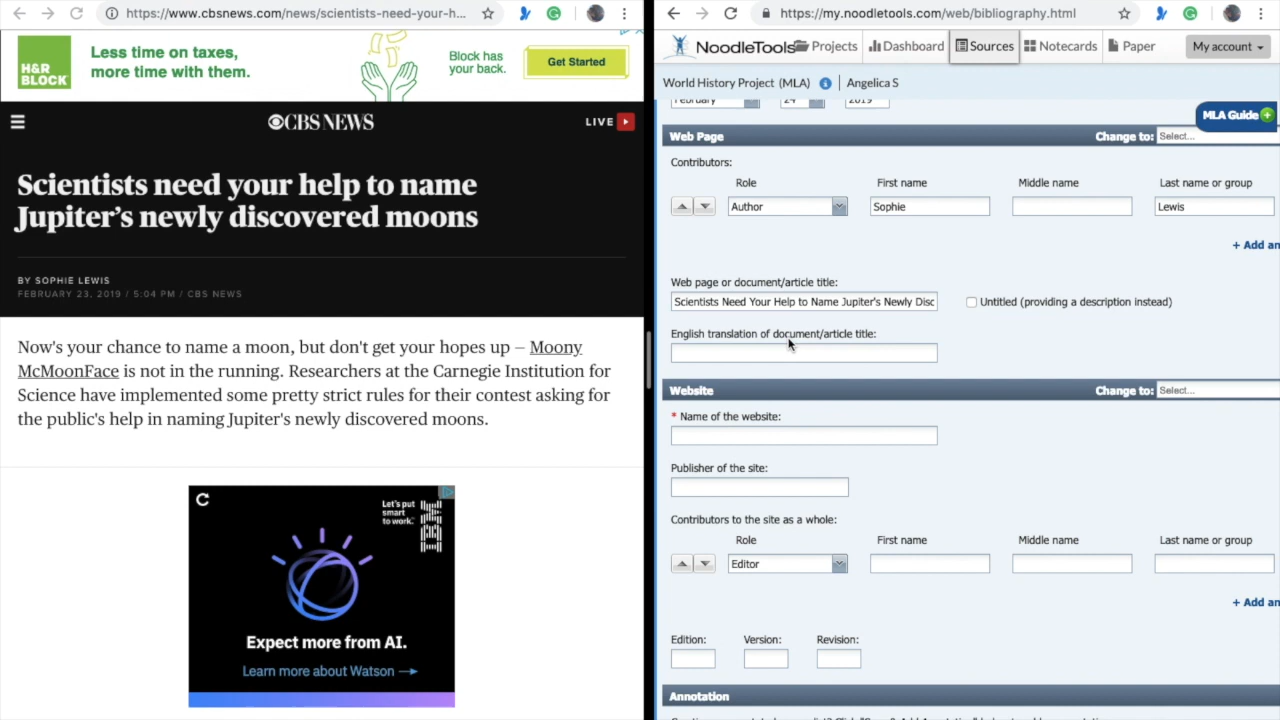 https://www.cbsnews.com/news/scientists-need-your-h...
Less time on taxes,
more time with them.
H&R
BLOCK
Block has
your back.
Get Started
CBS NEWS
LIVE
Scientists need your help to name
Jupiter's newly discovered moons
BY SOPHIE LEWIS
FEBRUARY 23, 2019 / 5:04 PM / CBS NEWS
Now's your chance to name a moon, but don't get your hopes up — Moony
McMoonFace is not in the running. Researchers at the Carnegie Institution for
Science have implemented some pretty strict rules for their contest asking for
the public's help in naming Jupiter's newly discovered moons.
Let's put
smart
to work.
IBM
Expect more from AI.
Learn more about Watson →
https://my.noodletools.com/web/bibliography.html
NoodleTools Projects Dashboard Sources Notecards Paper My account
World History Project (MLA) Angelica S
February 24 2019
MLA Guide
Web Page Change to: Select...
Contributors:
Role First name Middle name Last name or group
Author Sophie Lewis
+ Add an
Web page or document/article title:
Scientists Need Your Help to Name Jupiter's Newly Disc Untitled (providing a description instead)
English translation of document/article title:
Website Change to: Select...
* Name of the website:
Publisher of the site:
Contributors to the site as a whole:
Role First name Middle name Last name or group
Editor
+ Add an
Edition: Version: Revision:
Annotation